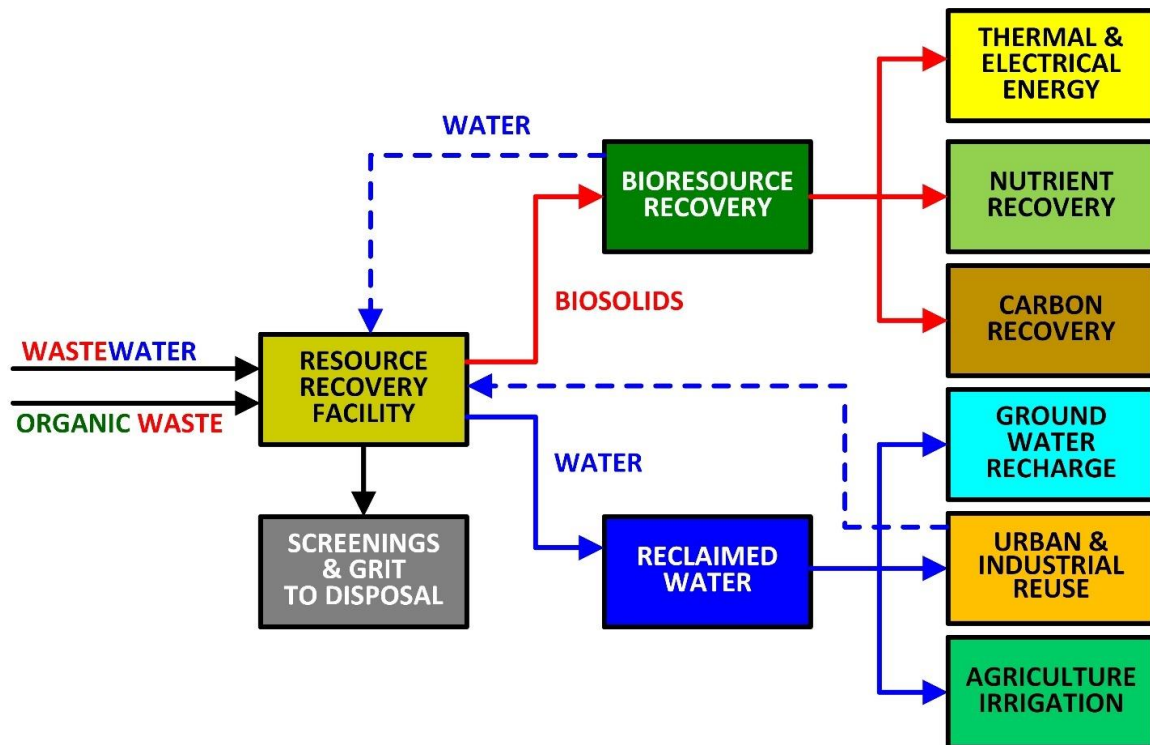 THERMAL &
ELECTRICAL
ENERGY
WATER
BIORESOURCE
RECOVERY
NUTRIENT
RECOVERY
BIOSOLIDS
CARBON
RECOVERY
WASTEWATER
ORGANIC WASTE
RESOURCE
RECOVERY
FACILITY
GROUND
WATER
RECHARGE
WATER
SCREENINGS
& GRIT
TO DISPOSAL
RECLAIMED
WATER
URBAN &
INDUSTRIAL
REUSE
AGRICULTURE
IRRIGATION